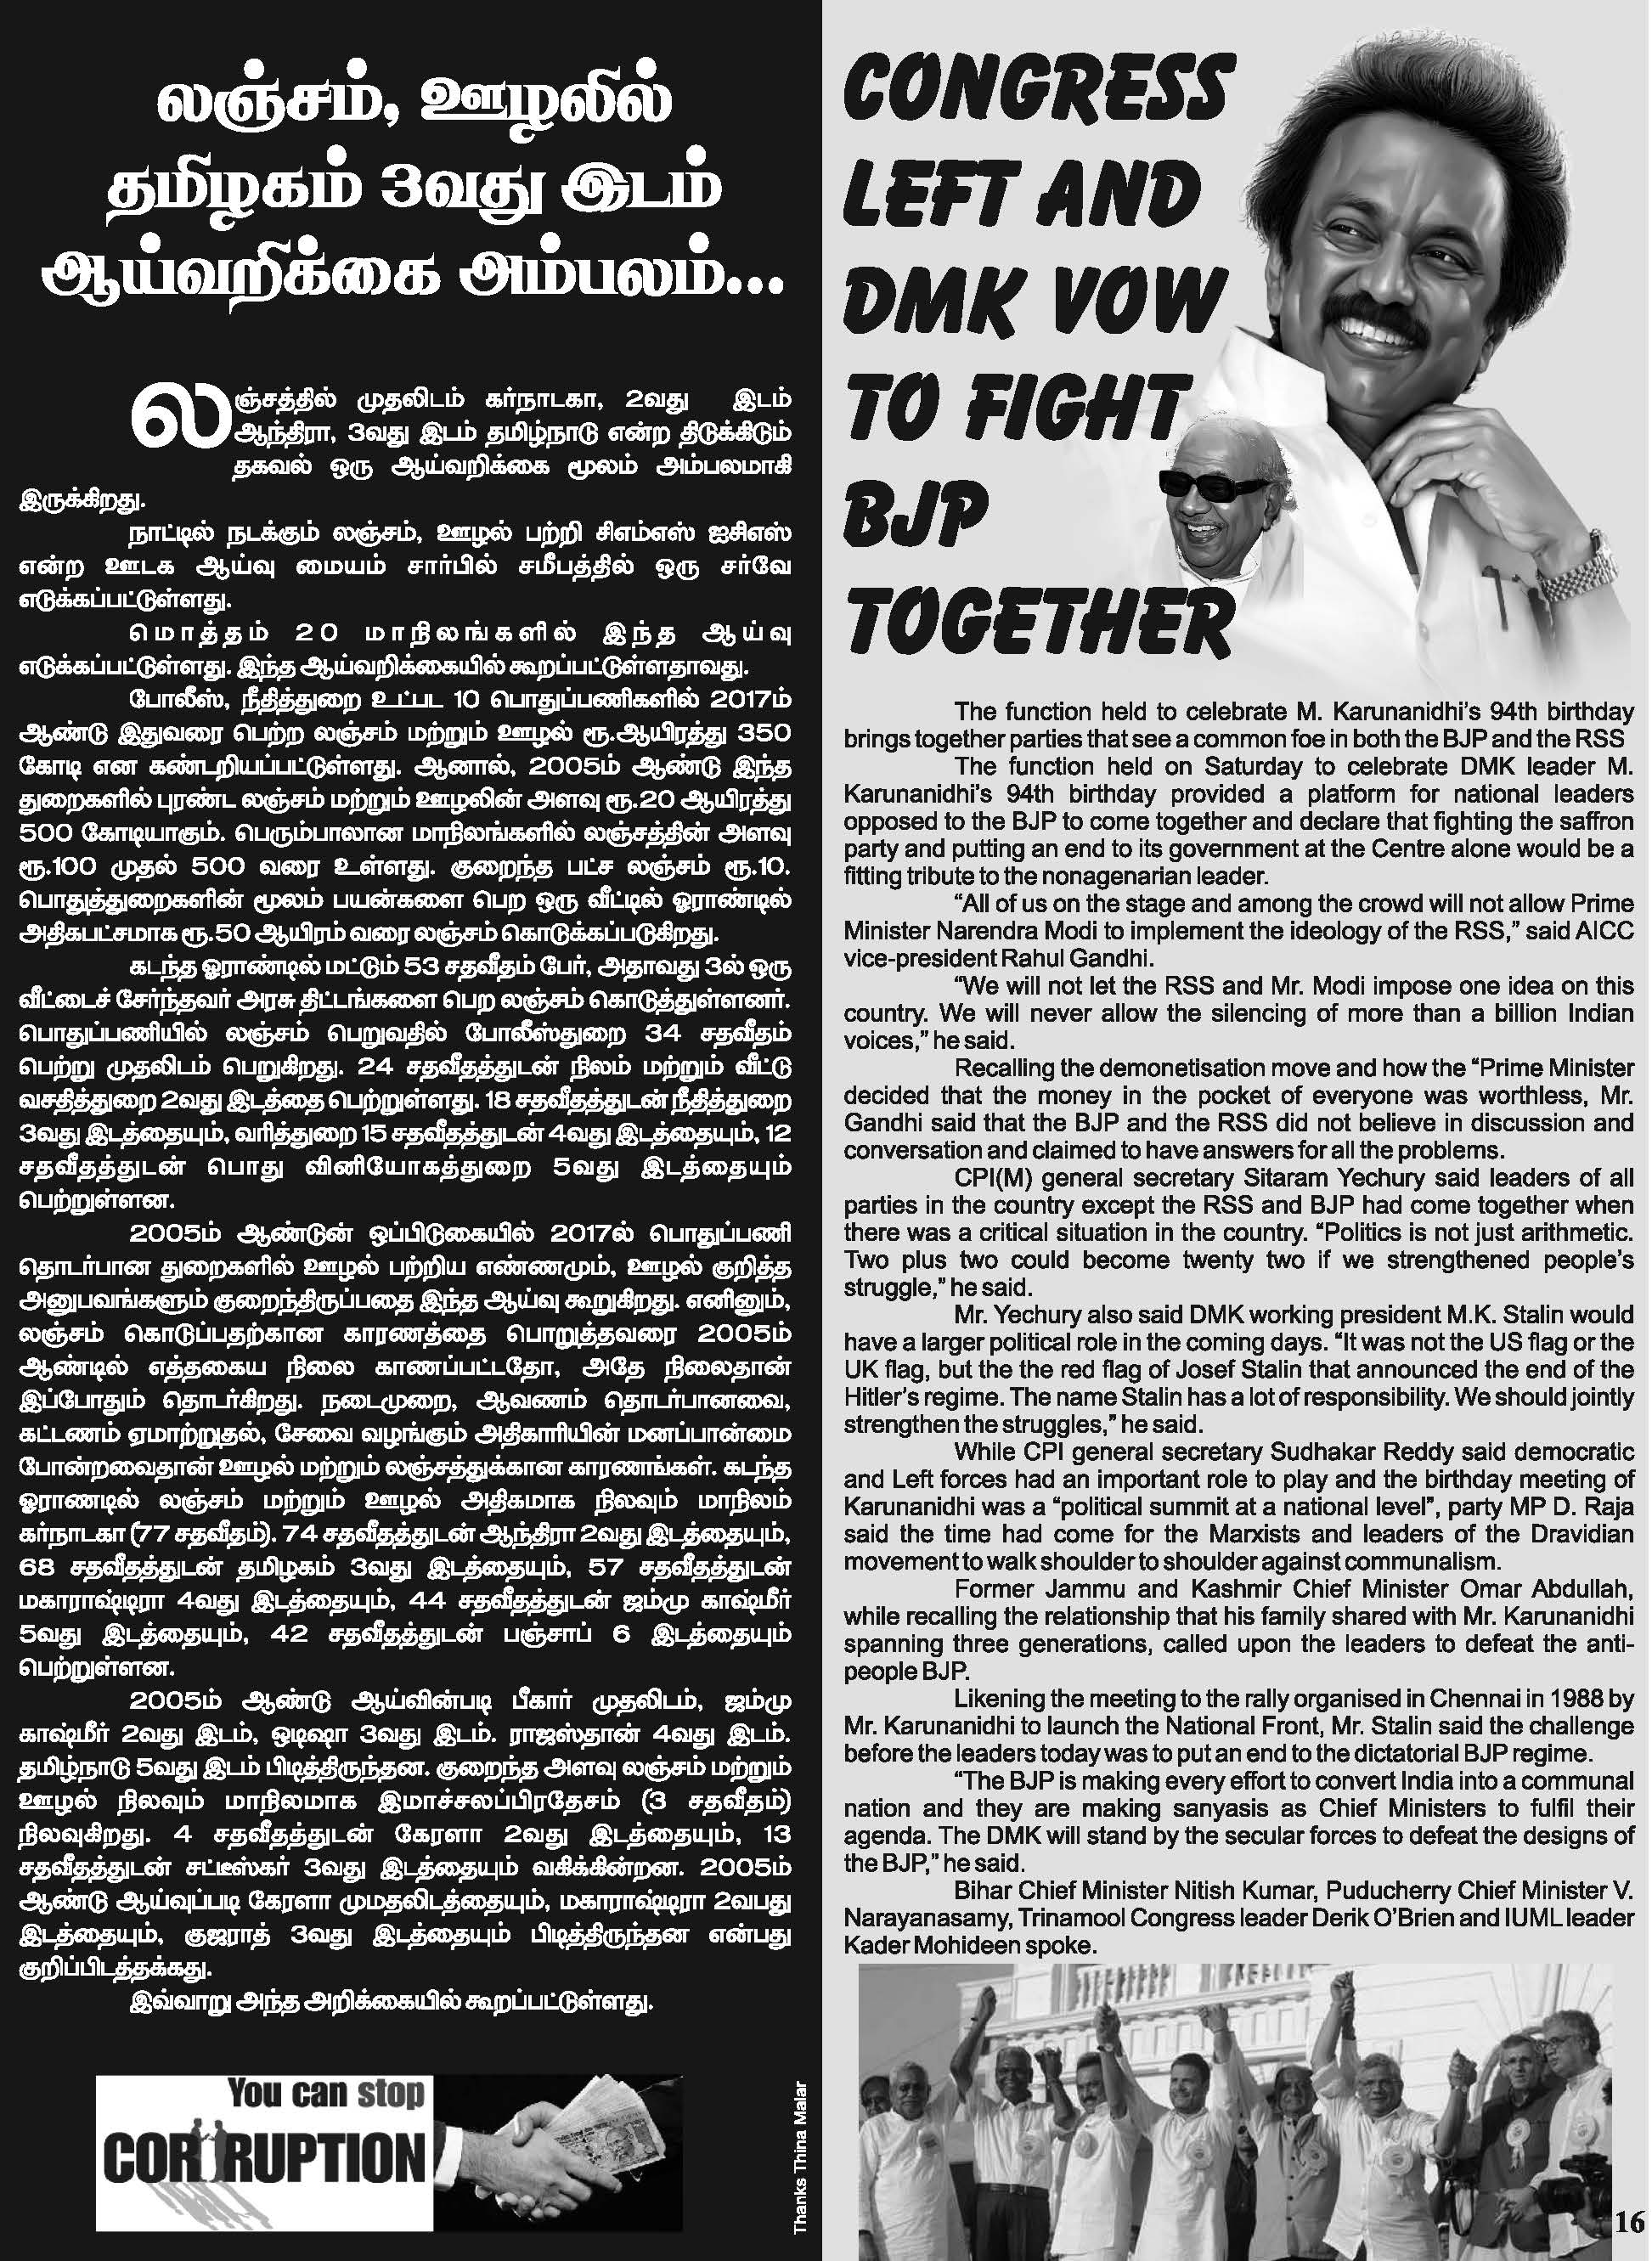 லஞ்சம், ஊழலில்
தமிழகம் 3வது இடம்
ஆய்வறிக்கை அம்பலம்...
லஞ்சத்தில் முதலிடம் கர்நாடகா, 2வது இடம்
ஆந்திரா, 3வது இடம் தமிழ்நாடு என்ற திடுக்கிடும்
தகவல் ஒரு ஆய்வறிக்கை மூலம் அம்பலமாகி
இருக்கிறது.
நாட்டில் நடக்கும் லஞ்சம், ஊழல் பற்றி சிஎம்எஸ் ஐசிஎஸ்
என்ற ஊடக ஆய்வு மையம் சார்பில் சமீபத்தில் ஒரு சர்வே
எடுக்கப்பட்டுள்ளது.
மொத்தம் 20 மாநிலங்களில் இந்த ஆய்வு
எடுக்கப்பட்டுள்ளது. இந்த ஆய்வறிக்கையில் கூறப்பட்டுள்ளதாவது.
போலீஸ், நீதித்துறை உட்பட 10 பொதுப்பணிகளில் 2017ம்
ஆண்டு இதுவரை பெற்ற லஞ்சம் மற்றும் ஊழல் ரூ.ஆயிரத்து 350
கோடி என கண்டறியப்பட்டுள்ளது. ஆனால், 2005ம் ஆண்டு இந்த
துறைகளில் புரண்ட லஞ்சம் மற்றும் ஊழலின் அளவு ரூ.20 ஆயிரத்து
500 கோடியாகும். பெரும்பாலான மாநிலங்களில் லஞ்சத்தின் அளவு
ரூ.100 முதல் 500 வரை உள்ளது. குறைந்த பட்ச லஞ்சம் ரூ.10.
பொதுத்துறைகளின் மூலம் பயன்களை பெற ஒரு வீட்டில் ஓராண்டில்
அதிகபட்சமாக ரூ.50 ஆயிரம் வரை லஞ்சம் கொடுக்கப்படுகிறது.
கடந்த ஓராண்டில் மட்டும் 53 சதவீதம் பேர், அதாவது 3ல் ஒரு
வீட்டைச் சேர்ந்தவர் அரசு திட்டங்களை பெற லஞ்சம் கொடுத்துள்ளனர்.
பொதுப்பணியில் லஞ்சம் பெறுவதில் போலீஸ்துறை 34 சதவீதம்
பெற்று முதலிடம் பெறுகிறது. 24 சதவீதத்துடன் நிலம் மற்றும் வீட்டு
வசதித்துறை 2வது இடத்தை பெற்றுள்ளது. 18 சதவீதத்துடன் நீதித்துறை
3வது இடத்தையும், வரித்துறை 15 சதவீதத்துடன் 4வது இடத்தையும், 12
சதவீதத்துடன் பொது வினியோகத்துறை 5வது இடத்தையும்
பெற்றுள்ளன.
2005ம் ஆண்டுன் ஒப்பிடுகையில் 2017ல் பொதுப்பணி
தொடர்பான துறைகளில் ஊழல் பற்றிய எண்ணமும், ஊழல் குறித்த
அனுபவங்களும் குறைந்திருப்பதை இந்த ஆய்வு கூறுகிறது. எனினும்,
லஞ்சம் கொடுப்பதற்கான காரணத்தை பொறுத்தவரை 2005ம்
ஆண்டில் எத்தகைய நிலை காணப்பட்டதோ, அதே நிலைதான்
இப்போதும் தொடர்கிறது. நடைமுறை, ஆவணம் தொடர்பானவை,
கட்டணம் ஏமாற்றுதல், சேவை வழங்கும் அதிகாரியின் மனப்பான்மை
போன்றவைதான் ஊழல் மற்றும் லஞ்சத்துக்கான காரணங்கள். கடந்த
ஓராணடில் லஞ்சம் மற்றும் ஊழல் அதிகமாக நிலவும் மாநிலம்
கர்நாடகா (77 சதவீதம்). 74 சதவீதத்துடன் ஆந்திரா 2வது இடத்தையும்,
68 சதவீதத்துடன் தமிழகம் 3வது இடத்தையும், 57 சதவீதத்துடன்
மகாராஷ்டிரா 4வது இடத்தையும், 44 சதவீதத்துடன் ஜம்மு காஷ்மீர்
5வது இடத்தையும், 42 சதவீதத்துடன் பஞ்சாப் 6 இடத்தையும்
பெற்றுள்ளன.
2005ம் ஆண்டு ஆய்வின்படி பீகார் முதலிடம், ஜம்மு
காஷ்மீர் 2வது இடம், ஒடிஷா 3வது இடம். ராஜஸ்தான் 4வது இடம்.
தமிழ்நாடு 5வது இடம் பிடித்திருந்தன. குறைந்த அளவு லஞ்சம் மற்றும்
ஊழல் நிலவும் மாநிலமாக இமாச்சலப்பிரதேசம் (3 சதவீதம்)
நிலவுகிறது. 4 சதவீதத்துடன் கேரளா 2வது இடத்தையும், 13
சதவீதத்துடன் சட்டீஸ்கர் 3வது இடத்தையும் வகிக்கின்றன. 2005ம்
ஆண்டு ஆய்வுப்படி கேரளா முமதலிடத்தையும், மகாராஷ்டிரா 2வபது
இடத்தையும், குஜராத் 3வது இடத்தையும் பிடித்திருந்தன என்பது
குறிப்பிடத்தக்கது.
இவ்வாறு அந்த அறிக்கையில் கூறப்பட்டுள்ளது.
You can stop
CORRUPTION
Thanks Thina Malar
CONGRESS
LEFT AND
DMK VOW
TO FIGHT
BJP
TOGETHER
The function held to celebrate M. Karunanidhi's 94th birthday
brings together parties that see a common foe in both the BJP and the RSS
The function held on Saturday to celebrate DMK leader M.
Karunanidhi's 94th birthday provided a platform for national leaders
opposed to the BJP to come together and declare that fighting the saffron
party and putting an end to its government at the Centre alone would be a
fitting tribute to the nonagenarian leader.
“All of us on the stage and among the crowd will not allow Prime
Minister Narendra Modi to implement the ideology of the RSS,” said AICC
vice-president Rahul Gandhi.
“We will not let the RSS and Mr. Modi impose one idea on this
country. We will never allow the silencing of more than a billion Indian
voices,” he said.
Recalling the demonetisation move and how the “Prime Minister
decided that the money in the pocket of everyone was worthless, Mr.
Gandhi said that the BJP and the RSS did not believe in discussion and
conversation and claimed to have answers for all the problems.
CPI(M) general secretary Sitaram Yechury said leaders of all
parties in the country except the RSS and BJP had come together when
there was a critical situation in the country. “Politics is not just arithmetic.
Two plus two could become twenty two if we strengthened people's
struggle,” he said.
Mr. Yechury also said DMK working president M.K. Stalin would
have a larger political role in the coming days. “It was not the US flag or the
UK flag, but the the red flag of Josef Stalin that announced the end of the
Hitler's regime. The name Stalin has a lot of responsibility. We should jointly
strengthen the struggles,” he said.
While CPI general secretary Sudhakar Reddy said democratic
and Left forces had an important role to play and the birthday meeting of
Karunanidhi was a “political summit at a national level”, party MP D. Raja
said the time had come for the Marxists and leaders of the Dravidian
movement to walk shoulder to shoulder against communalism.
Former Jammu and Kashmir Chief Minister Omar Abdullah,
while recalling the relationship that his family shared with Mr. Karunanidhi
spanning three generations, called upon the leaders to defeat the anti-
people BJP.
Likening the meeting to the rally organised in Chennai in 1988 by
Mr. Karunanidhi to launch the National Front, Mr. Stalin said the challenge
before the leaders today was to put an end to the dictatorial BJP regime.
“The BJP is making every effort to convert India into a communal
nation and they are making sanyasis as Chief Ministers to fulfil their
agenda. The DMK will stand by the secular forces to defeat the designs of
the BJP,” he said.
Bihar Chief Minister Nitish Kumar, Puducherry Chief Minister V.
Narayanasamy, Trinamool Congress leader Derik O'Brien and IUML leader
Kader Mohideen spoke.
16